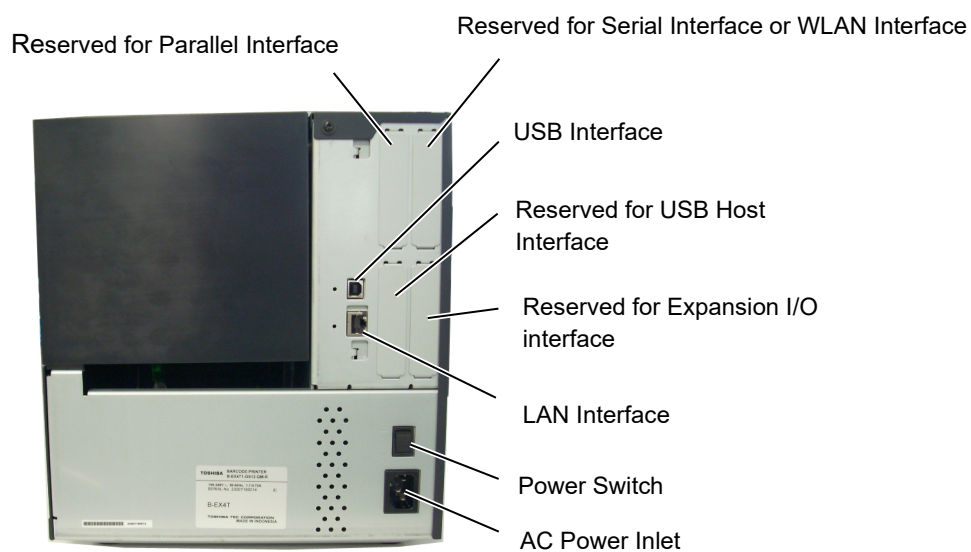 Reserved for Serial Interface or WLAN Interface
Reserved for Parallel Interface
USB Interface
Reserved for USB Host
Interface
Reserved for Expansion I/O
interface
LAN Interface
Power Switch
AC Power Inlet
TOSHIBA BARCODE PRINTER
B-EX4T
TOSHIBA TEC CORPORATION
MADE IN INDONESIA